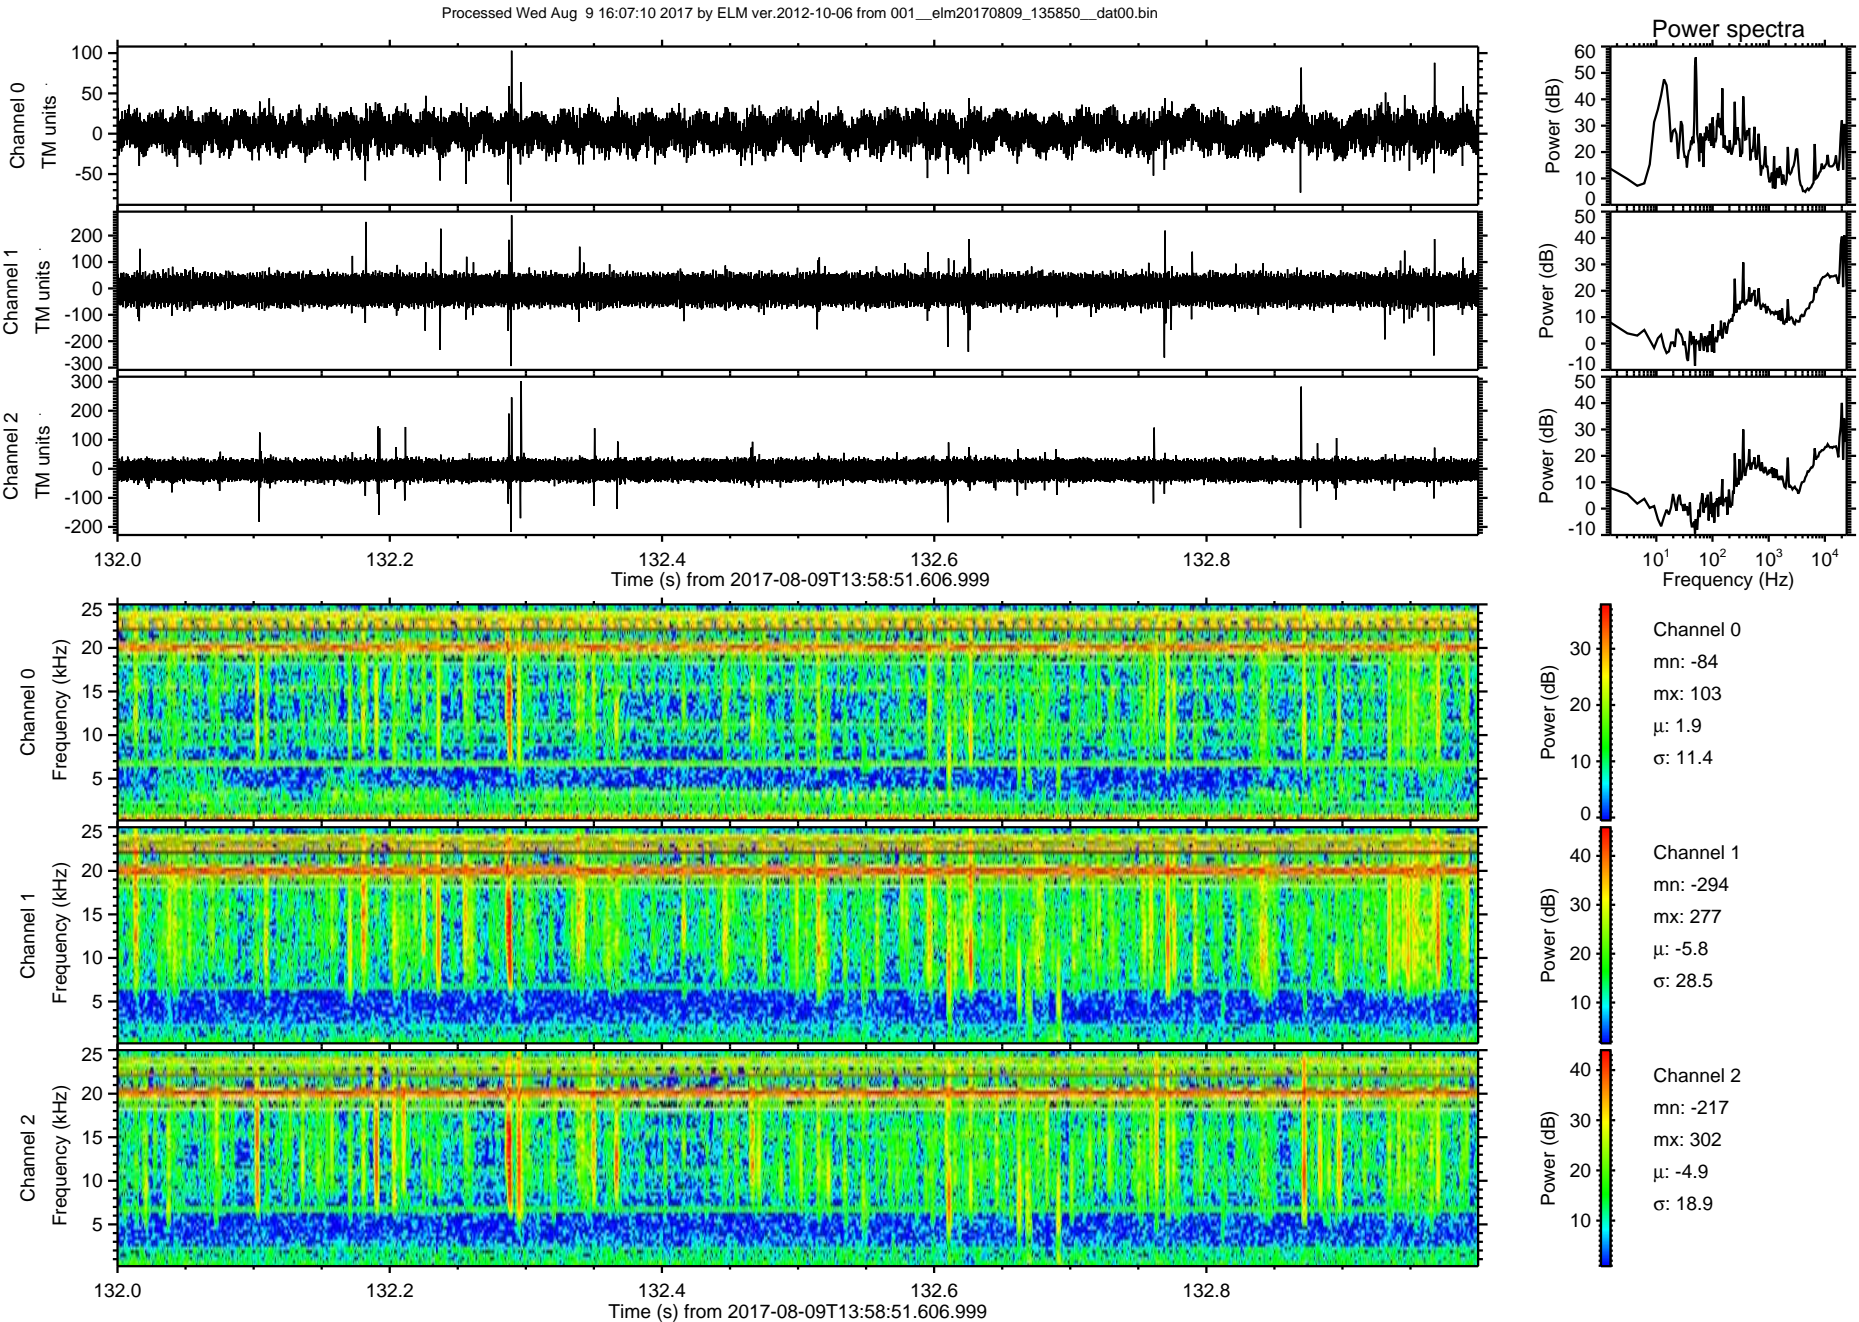 Processed Wed Aug  9 16:07:10 2017 by ELM ver.2012-10-06 from 001__elm20170809_135850__dat00.bin
Power spectra
Channel 0
TM units
100
50
0
-50
Power (dB)
60
50
40
30
20
10
0
Channel 1
TM units
200
100
0
-100
-200
-300
Power (dB)
50
40
30
20
10
0
-10
Channel 2
TM units
300
200
100
0
-100
-200
Power (dB)
50
40
30
20
10
0
-10
132.0 132.2 132.4 132.6 132.8
Time (s) from 2017-08-09T13:58:51.606.999
10¹ 10² 10³ 10⁴
Frequency (Hz)
Channel 0
Frequency (kHz)
25
20
15
10
5
Power (dB)
30
20
10
0
Channel 0
mn: -84
mx: 103
μ: 1.9
σ: 11.4
Channel 1
Frequency (kHz)
25
20
15
10
5
Power (dB)
40
30
20
10
Channel 1
mn: -294
mx: 277
μ: -5.8
σ: 28.5
Channel 2
Frequency (kHz)
25
20
15
10
5
Power (dB)
40
30
20
10
Channel 2
mn: -217
mx: 302
μ: -4.9
σ: 18.9
132.0 132.2 132.4 132.6 132.8
Time (s) from 2017-08-09T13:58:51.606.999